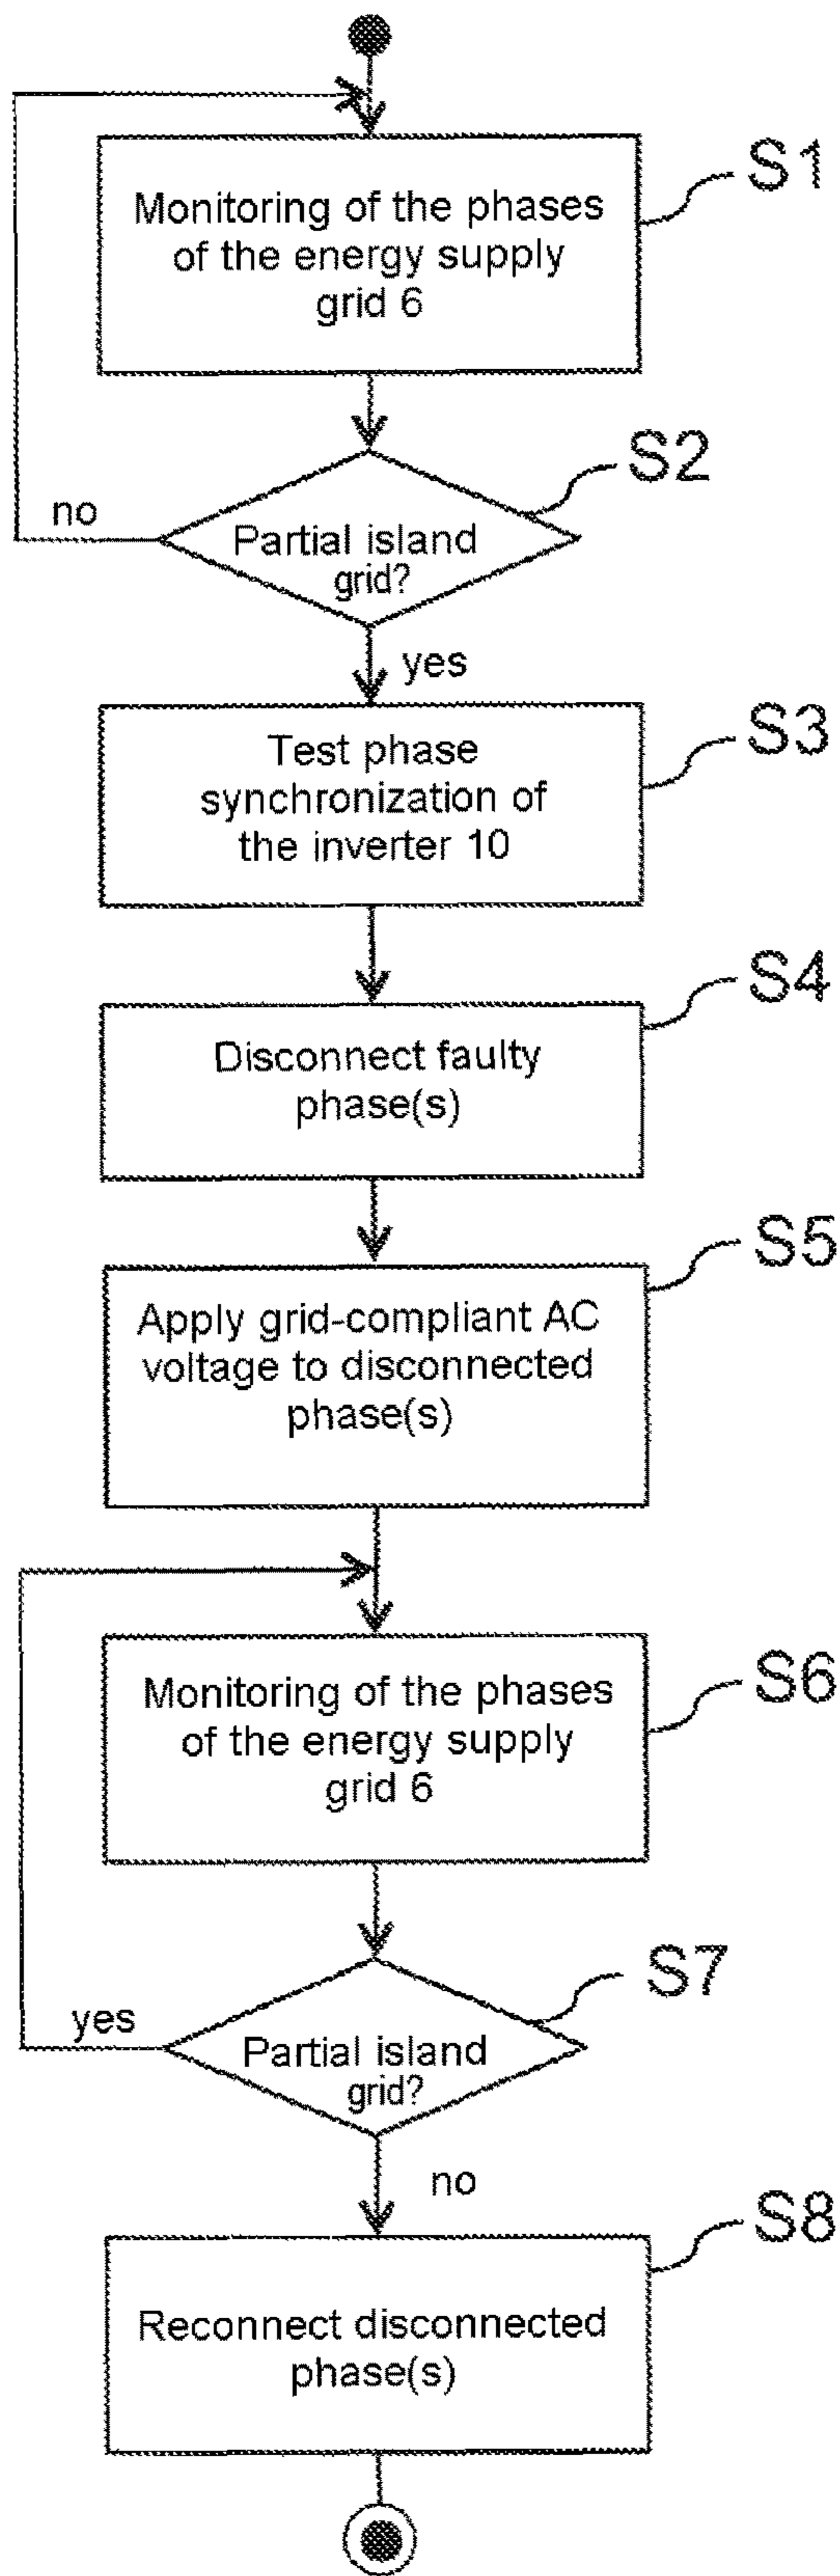 S1
Monitoring of the phases
of the energy supply
grid 6
S2
no
Partial island
grid?
yes
S3
Test phase
synchronization of
the inverter 10
S4
Disconnect faulty
phase(s)
S5
Apply grid-compliant AC
voltage to disconnected
phase(s)
S6
Monitoring of the phases
of the energy supply
grid 6
S7
yes
Partial island
grid?
no
S8
Reconnect disconnected
phase(s)